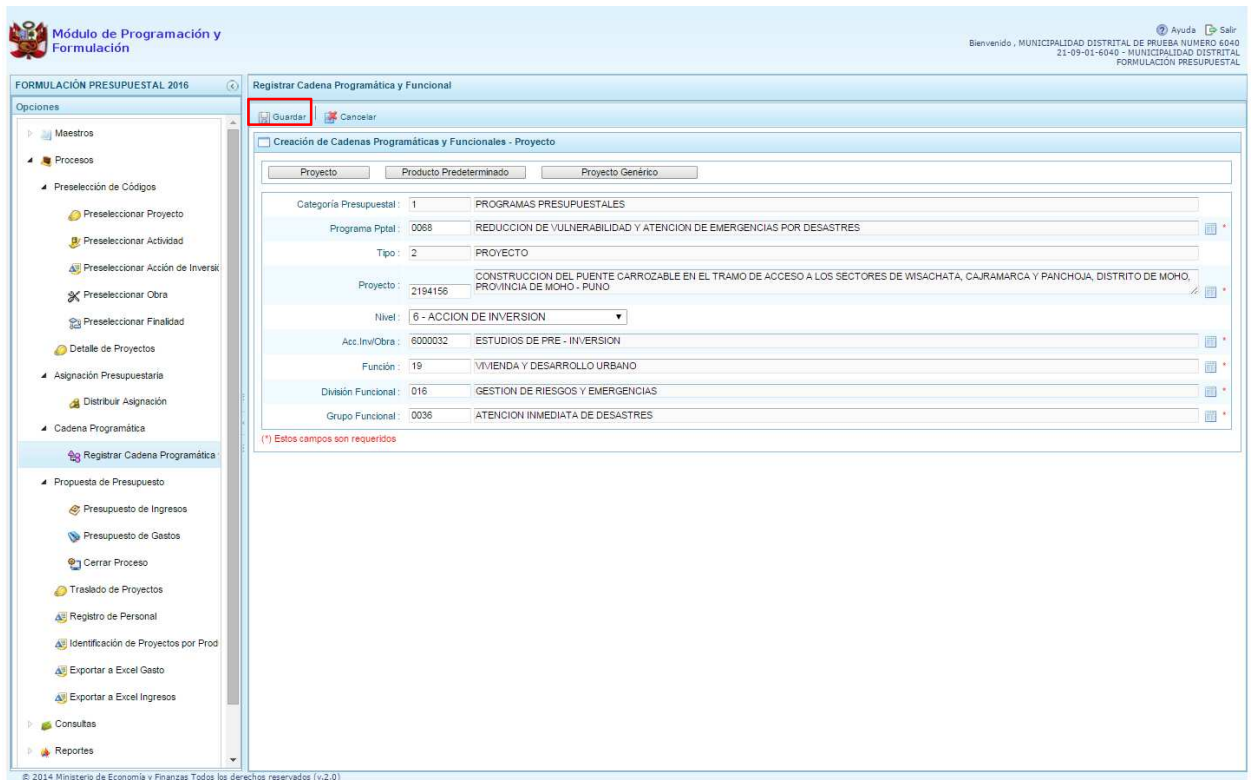 Módulo de Programación y
Formulación
Ayuda Salir
Bienvenido , MUNICIPALIDAD DISTRITAL DE PRUEBA NUMERO 6040
21-09-01-6040 - MUNICIPALIDAD DISTRITAL
FORMULACIÓN PRESUPUESTAL
FORMULACIÓN PRESUPUESTAL 2016
Opciones
Maestros
Procesos
Preselección de Códigos
Preseleccionar Proyecto
Preseleccionar Actividad
Preseleccionar Acción de Inversió
Preseleccionar Obra
Preseleccionar Finalidad
Detalle de Proyectos
Asignación Presupuestaria
Distribuir Asignación
Cadena Programática
Registrar Cadena Programática
Propuesta de Presupuesto
Presupuesto de Ingresos
Presupuesto de Gastos
Cerrar Proceso
Traslado de Proyectos
Registro de Personal
Identificación de Proyectos por Prod
Exportar a Excel Gasto
Exportar a Excel Ingresos
Consultas
Reportes
Registrar Cadena Programática y Funcional
Guardar Cancelar
Creación de Cadenas Programáticas y Funcionales - Proyecto
Proyecto Producto Predeterminado Proyecto Genérico
Categoría Presupuestal : 1 PROGRAMAS PRESUPUESTALES
Programa Pptal : 0068 REDUCCION DE VULNERABILIDAD Y ATENCION DE EMERGENCIAS POR DESASTRES *
Tipo : 2 PROYECTO
Proyecto : 2194156 CONSTRUCCION DEL PUENTE CARROZABLE EN EL TRAMO DE ACCESO A LOS SECTORES DE WISACHATA, CAJRAMARCA Y PANCHOJA, DISTRITO DE MOHO,
PROVINCIA DE MOHO - PUNO *
Nivel : 6 - ACCION DE INVERSION
Acc.Inv/Obra : 6000032 ESTUDIOS DE PRE - INVERSION *
Función : 19 VIVIENDA Y DESARROLLO URBANO *
División Funcional : 016 GESTION DE RIESGOS Y EMERGENCIAS *
Grupo Funcional : 0036 ATENCION INMEDIATA DE DESASTRES *
(*) Estos campos son requeridos
© 2014 Ministerio de Economía y Finanzas Todos los derechos reservados (v.2.0)